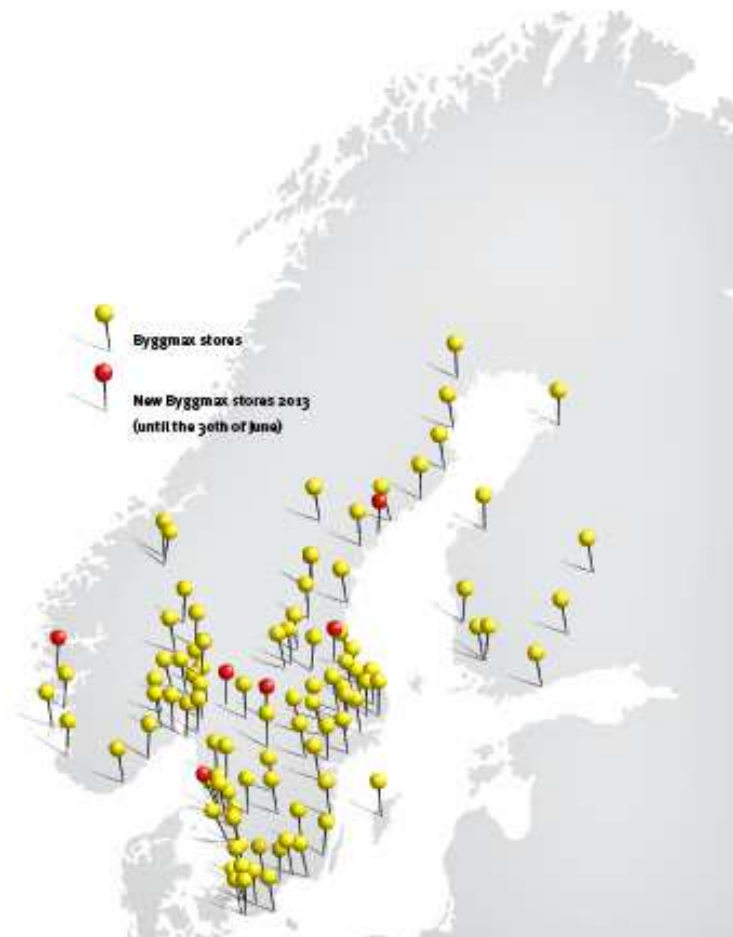 Byggmax stores
New Byggmax stores 2013
(until the 30th of June)